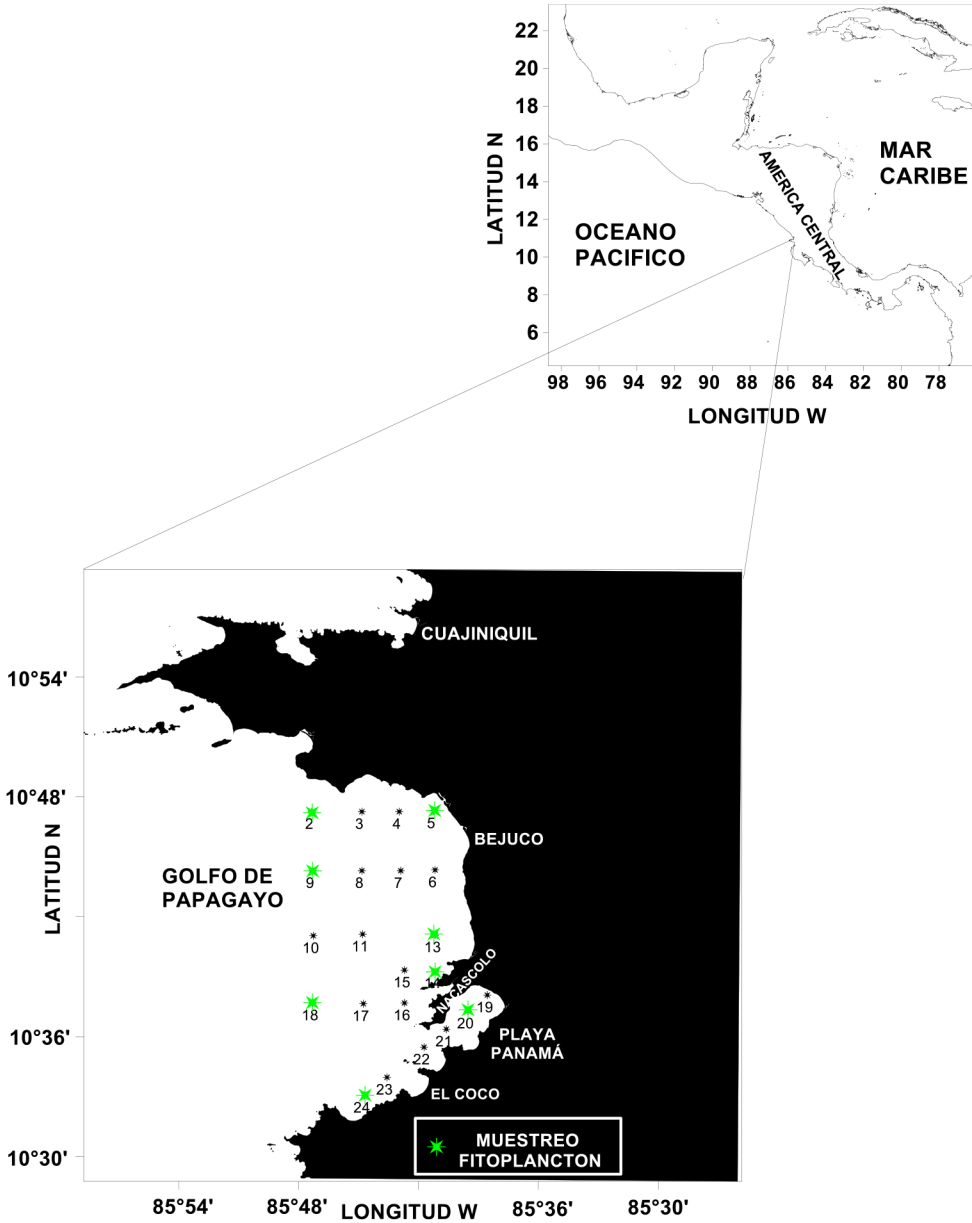 22
20
18
16
14
12
10
8
6
LATITUD N
MAR
CARIBE
AMERICA CENTRAL
OCEANO
PACIFICO
98 96 94 92 90 88 86 84 82 80 78
LONGITUD W
CUAJINIQUIL
10°54'
10°48'
2 3 4 5
BEJUCO
LATITUD N
GOLFO DE
PAPAGAYO
9 8 7 6
10 11 13
15 14
NACASCOLO
18 17 16 20 19
10°36'
21
PLAYA
PANAMÁ
22
23
24
EL COCO
MUESTREO
FITOPLANCTON
10°30'
85°54' 85°48' 85°36' 85°30'
LONGITUD W